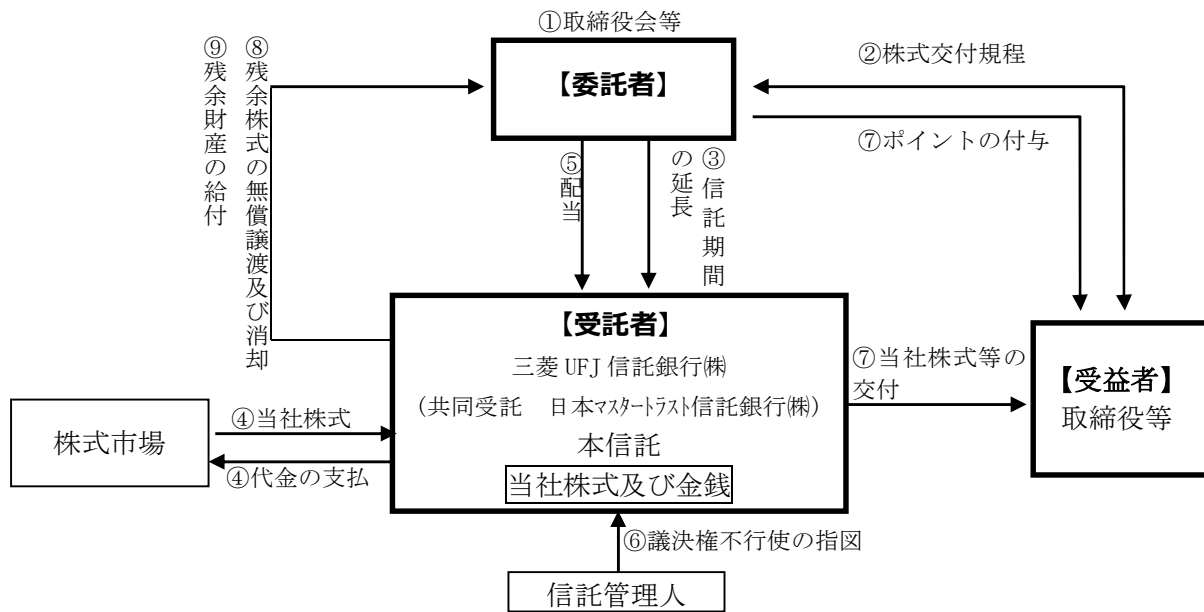 ①取締役会等
【委託者】
②株式交付規程
⑦ポイントの付与
⑨残余財産の給付
⑧残余株式の無償譲渡及び消却
⑤配当
③信託期間
の延長
【受託者】
三菱 UFJ 信託銀行㈱
(共同受託　日本ﾏｽﾀｰﾄﾗｽﾄ信託銀行㈱)
本信託
当社株式及び金銭
⑦当社株式等の
交付
【受益者】
取締役等
株式市場
④当社株式
④代金の支払
⑥議決権不行使の指図
信託管理人